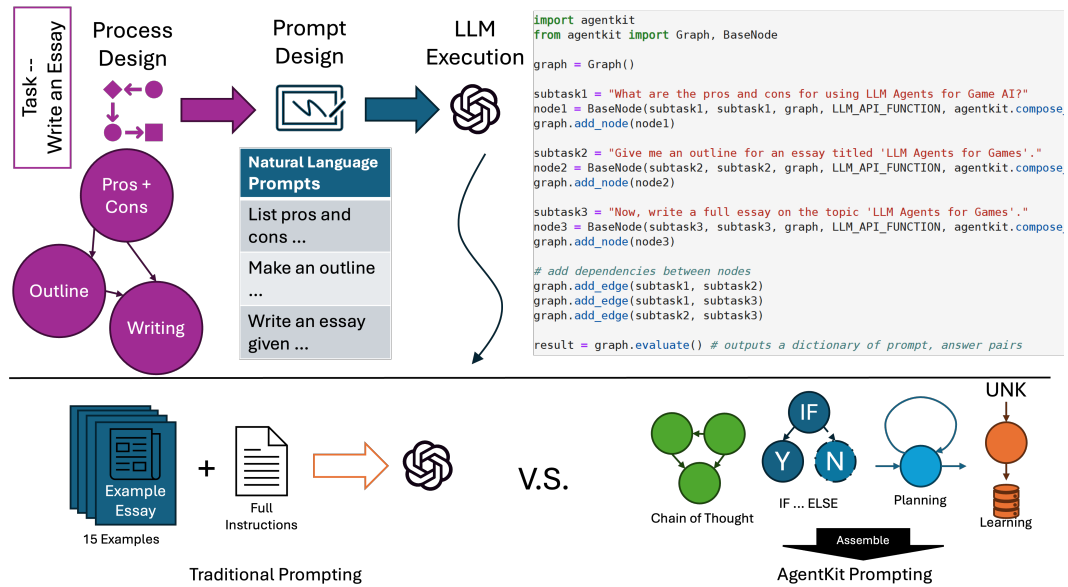 Task --
Write an Essay
Process
Design
Prompt
Design
LLM
Execution
Pros +
Cons
Outline
Writing
Natural Language
Prompts
List pros and
cons ...
Make an outline
...
Write an essay
given ...
import agentkit
from agentkit import Graph, BaseNode
graph = Graph()
subtask1 = "What are the pros and cons for using LLM Agents for Game AI?"
node1 = BaseNode(subtask1, subtask1, graph, LLM_API_FUNCTION, agentkit.compose_
graph.add_node(node1)
subtask2 = "Give me an outline for an essay titled 'LLM Agents for Games'."
node2 = BaseNode(subtask2, subtask2, graph, LLM_API_FUNCTION, agentkit.compose_
graph.add_node(node2)
subtask3 = "Now, write a full essay on the topic 'LLM Agents for Games'."
node3 = BaseNode(subtask3, subtask3, graph, LLM_API_FUNCTION, agentkit.compose_
graph.add_node(node3)
# add dependencies between nodes
graph.add_edge(subtask1, subtask2)
graph.add_edge(subtask1, subtask3)
graph.add_edge(subtask2, subtask3)
result = graph.evaluate() # outputs a dictionary of prompt, answer pairs
Example
Essay
15 Examples
+
Full
Instructions
Traditional Prompting
V.S.
Chain of Thought
IF
Y
N
IF ... ELSE
Planning
UNK
Learning
Assemble
AgentKit Prompting